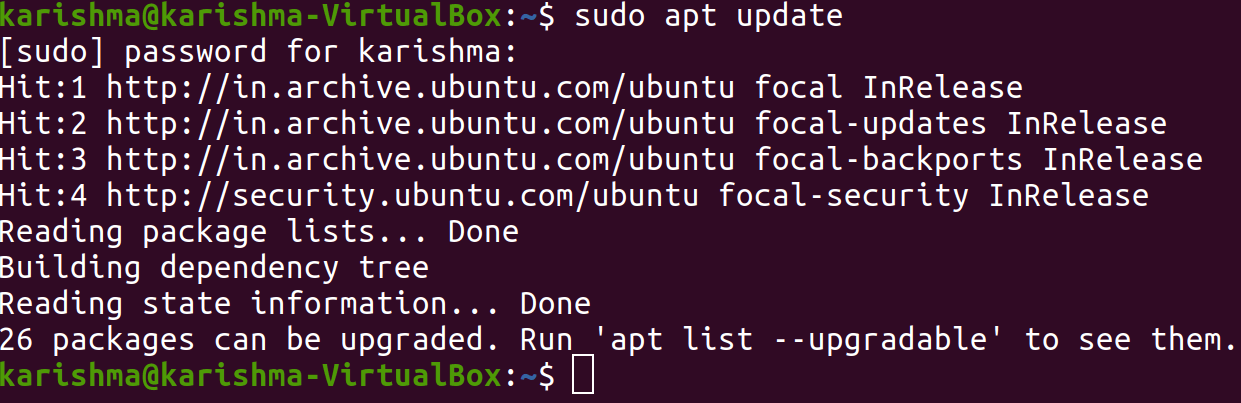 karishma@karishma-VirtualBox:~$ sudo apt update
[sudo] password for karishma:
Hit:1 http://in.archive.ubuntu.com/ubuntu focal InRelease
Hit:2 http://in.archive.ubuntu.com/ubuntu focal-updates InRelease
Hit:3 http://in.archive.ubuntu.com/ubuntu focal-backports InRelease
Hit:4 http://security.ubuntu.com/ubuntu focal-security InRelease
Reading package lists... Done
Building dependency tree
Reading state information... Done
26 packages can be upgraded. Run 'apt list --upgradable' to see them.
karishma@karishma-VirtualBox:~$